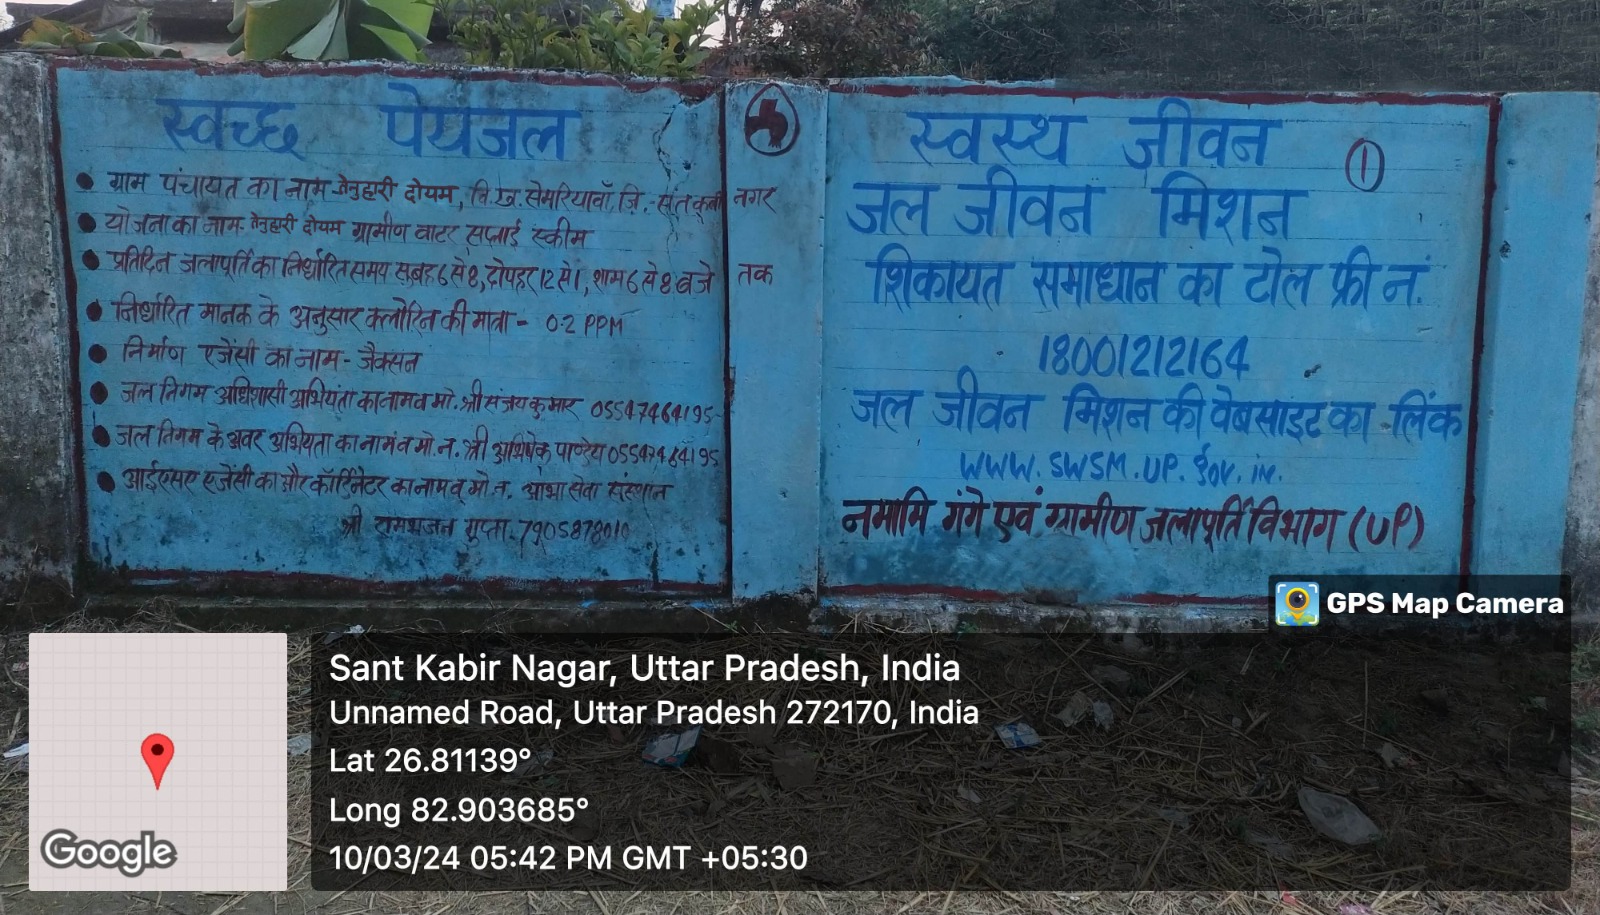 स्वच्छ पेयजल
ग्राम पंचायत का नाम-तेनुहारी दोयम, वि.ख. सेमरियावाँ, जि.- संत कबीर नगर
योजना का नाम- तेनुहारी दोयम ग्रामीण वाटर सप्लाई स्कीम
प्रतिदिन जलापूर्ति का निर्धारित समय सुबह 6 से 8, दोपहर 12 से 1, शाम 6 से 8 बजे तक
निर्धारित मानक के अनुसार क्लोरिन की मात्रा - 0.2 PPM
निर्माण एजेंसी का नाम - जैक्सन
जल निगम अधिशासी अभियंता का नाम व मो. श्री संजय कुमार 05547464195
जल निगम के अवर अभियंता का नाम व मो.न. श्री अभिषेक पाण्डेय 05547464195
आईएसए एजेंसी का और कॉर्डिनेटर का नाम व मो.न. आभा सेवा संस्थान
श्री रामभजन गुप्ता. 7905878010
स्वस्थ जीवन
1
जल जीवन मिशन
शिकायत समाधान का टोल फ्री नं.
18001212164
जल जीवन मिशन की वेबसाइट का लिंक
WWW.SWSM.UP.gov.in.
नमामि गंगे एवं ग्रामीण जलापूर्ति विभाग (UP)
GPS Map Camera
Sant Kabir Nagar, Uttar Pradesh, India
Unnamed Road, Uttar Pradesh 272170, India
Lat 26.81139°
Long 82.903685°
10/03/24 05:42 PM GMT +05:30
Google